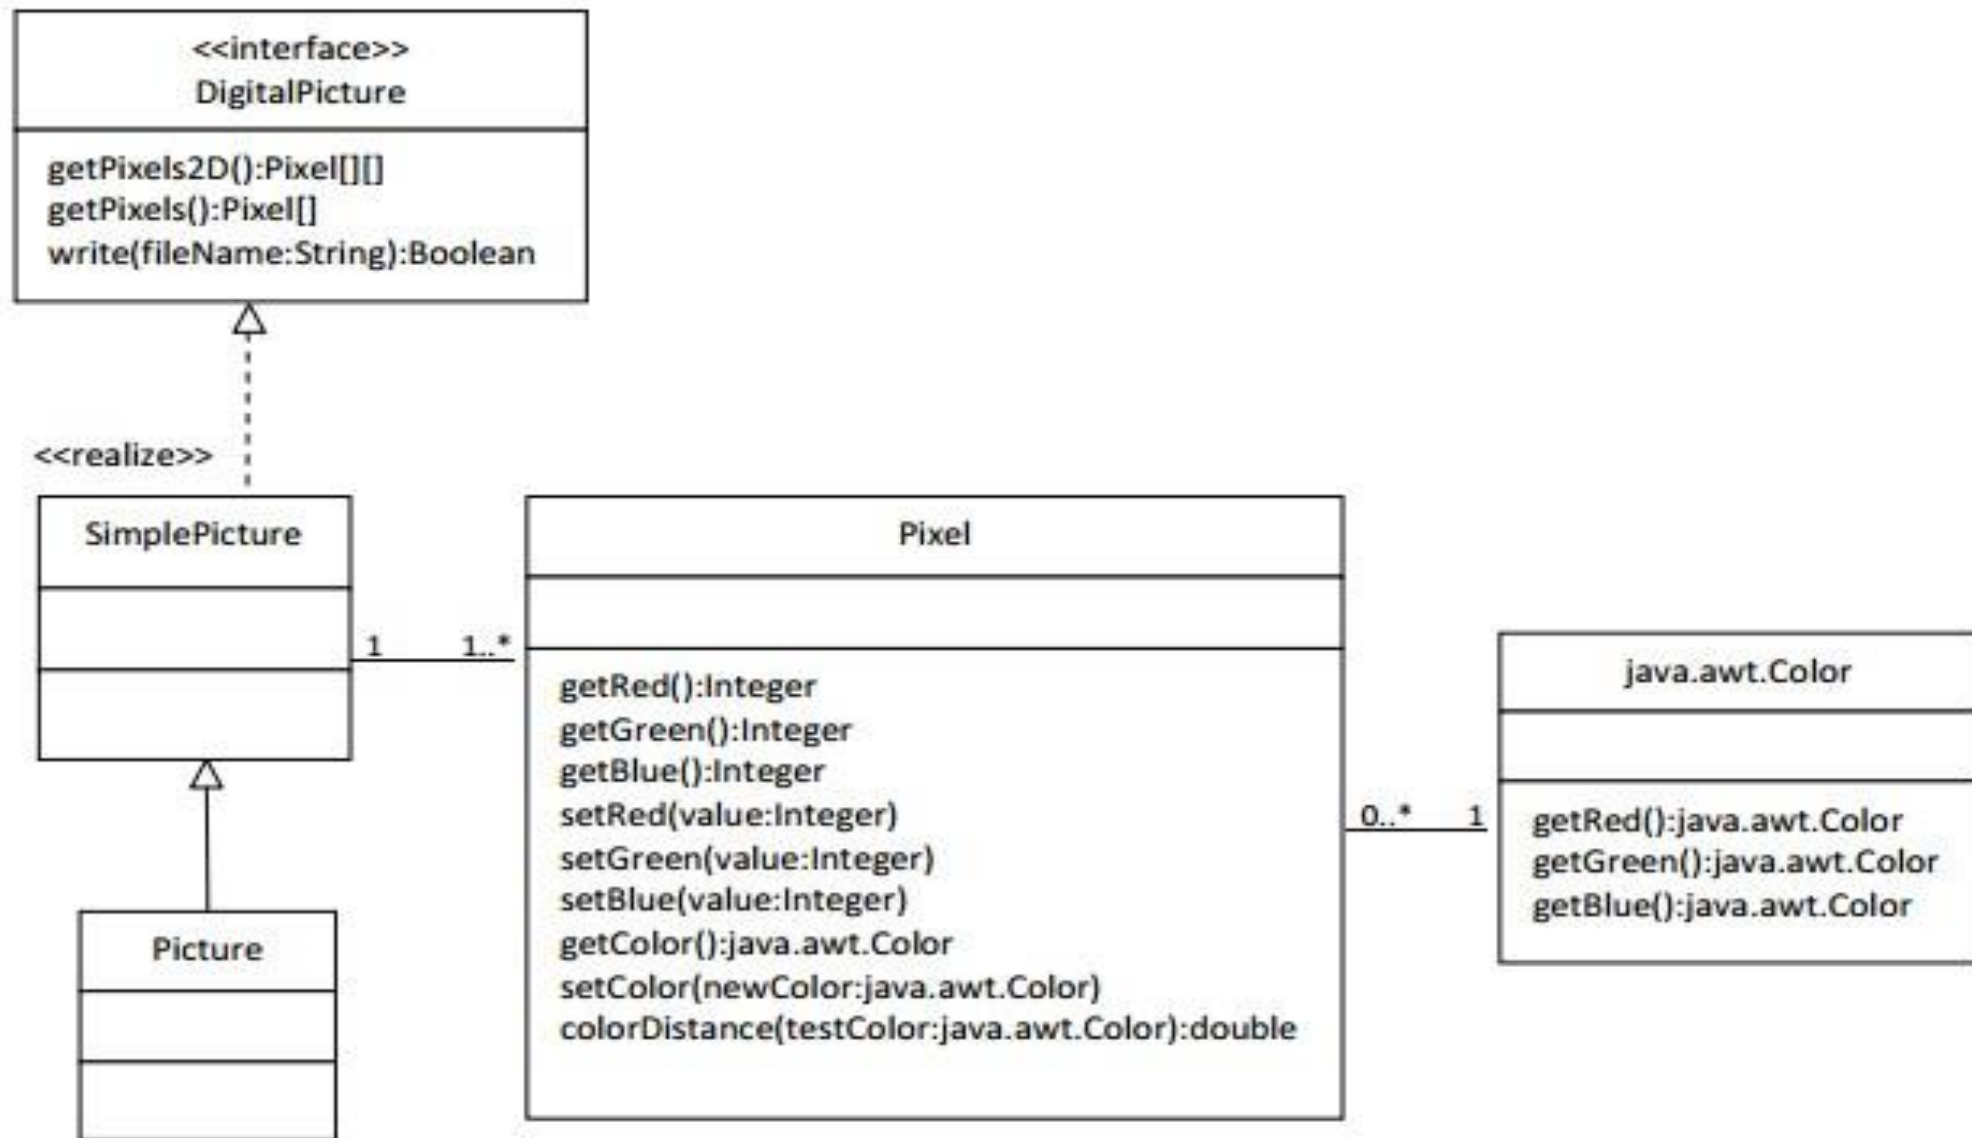 <<interface>>
DigitalPicture
getPixels2D():Pixel[][]
getPixels():Pixel[]
write(fileName:String):Boolean
<<realize>>
SimplePicture
1
1..*
Pixel
getRed():Integer
getGreen():Integer
getBlue():Integer
setRed(value:Integer)
setGreen(value:Integer)
setBlue(value:Integer)
getColor():java.awt.Color
setColor(newColor:java.awt.Color)
colorDistance(testColor:java.awt.Color):double
0..*
1
java.awt.Color
getRed():java.awt.Color
getGreen():java.awt.Color
getBlue():java.awt.Color
Picture